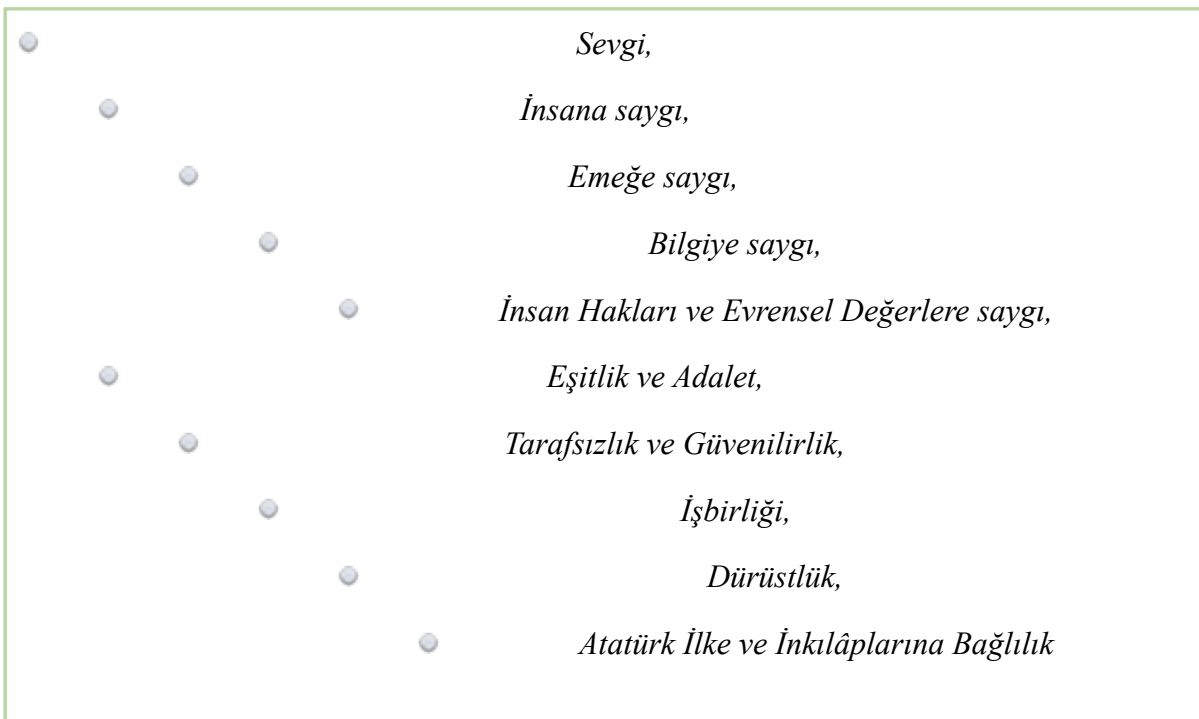 Sevgi,
İnsana saygı,
Emeğe saygı,
Bilgiye saygı,
İnsan Hakları ve Evrensel Değerlere saygı,
Eşitlik ve Adalet,
Tarafsızlık ve Güvenilirlik,
İşbirliği,
Dürüstlük,
Atatürk İlke ve İnkılâplarına Bağlılık